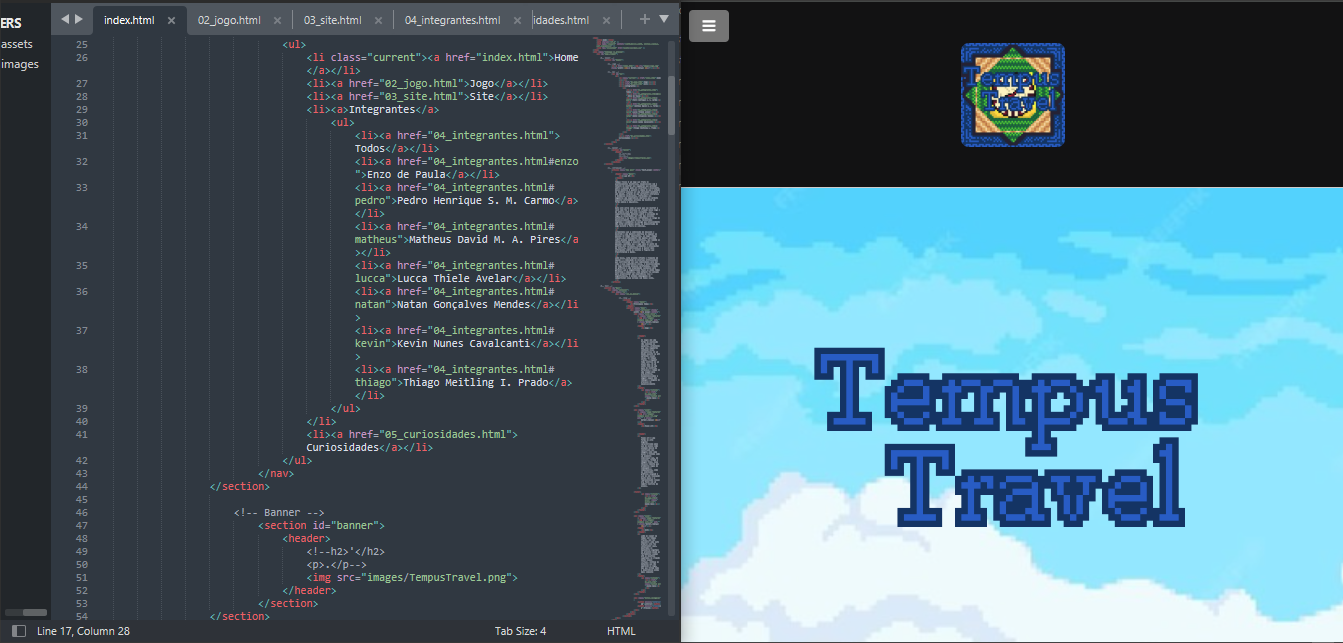 ERS
assets
images
index.html
02_jogo.html
03_site.html
04_integrantes.html
idades.html
25 <ul>
26 <li class="current"><a href="index.html">Home
</a></li>
27 <li><a href="02_jogo.html">Jogo</a></li>
28 <li><a href="03_site.html">Site</a></li>
29 <li><a>Integrantes</a>
30 <ul>
31 <li><a href="04_integrantes.html">
Todos</a></li>
32 <li><a href="04_integrantes.html#enzo
">Enzo de Paula</a></li>
33 <li><a href="04_integrantes.html#
pedro">Pedro Henrique S. M. Carmo</a>
</li>
34 <li><a href="04_integrantes.html#
matheus">Matheus David M. A. Pires</a
></li>
35 <li><a href="04_integrantes.html#
lucca">Lucca Thiele Avelar</a></li>
36 <li><a href="04_integrantes.html#
natan">Natan Gonçalves Mendes</a></li
>
37 <li><a href="04_integrantes.html#
kevin">Kevin Nunes Cavalcanti</a></li
>
38 <li><a href="04_integrantes.html#
thiago">Thiago Meitling I. Prado</a>
</li>
39 </ul>
40 </li>
41 <li><a href="05_curiosidades.html">
Curiosidades</a></li>
42 </ul>
43 </nav>
44 </section>
45
46 <!-- Banner -->
47 <section id="banner">
48 <header>
49 <!--h2>'</h2>
50 <p>.</p-->
51 <img src="images/TempusTravel.png">
52 </header>
53 </section>
54 </section>
Line 17, Column 28
Tab Size: 4
HTML
Tempus
Travel
Tempus
Travel